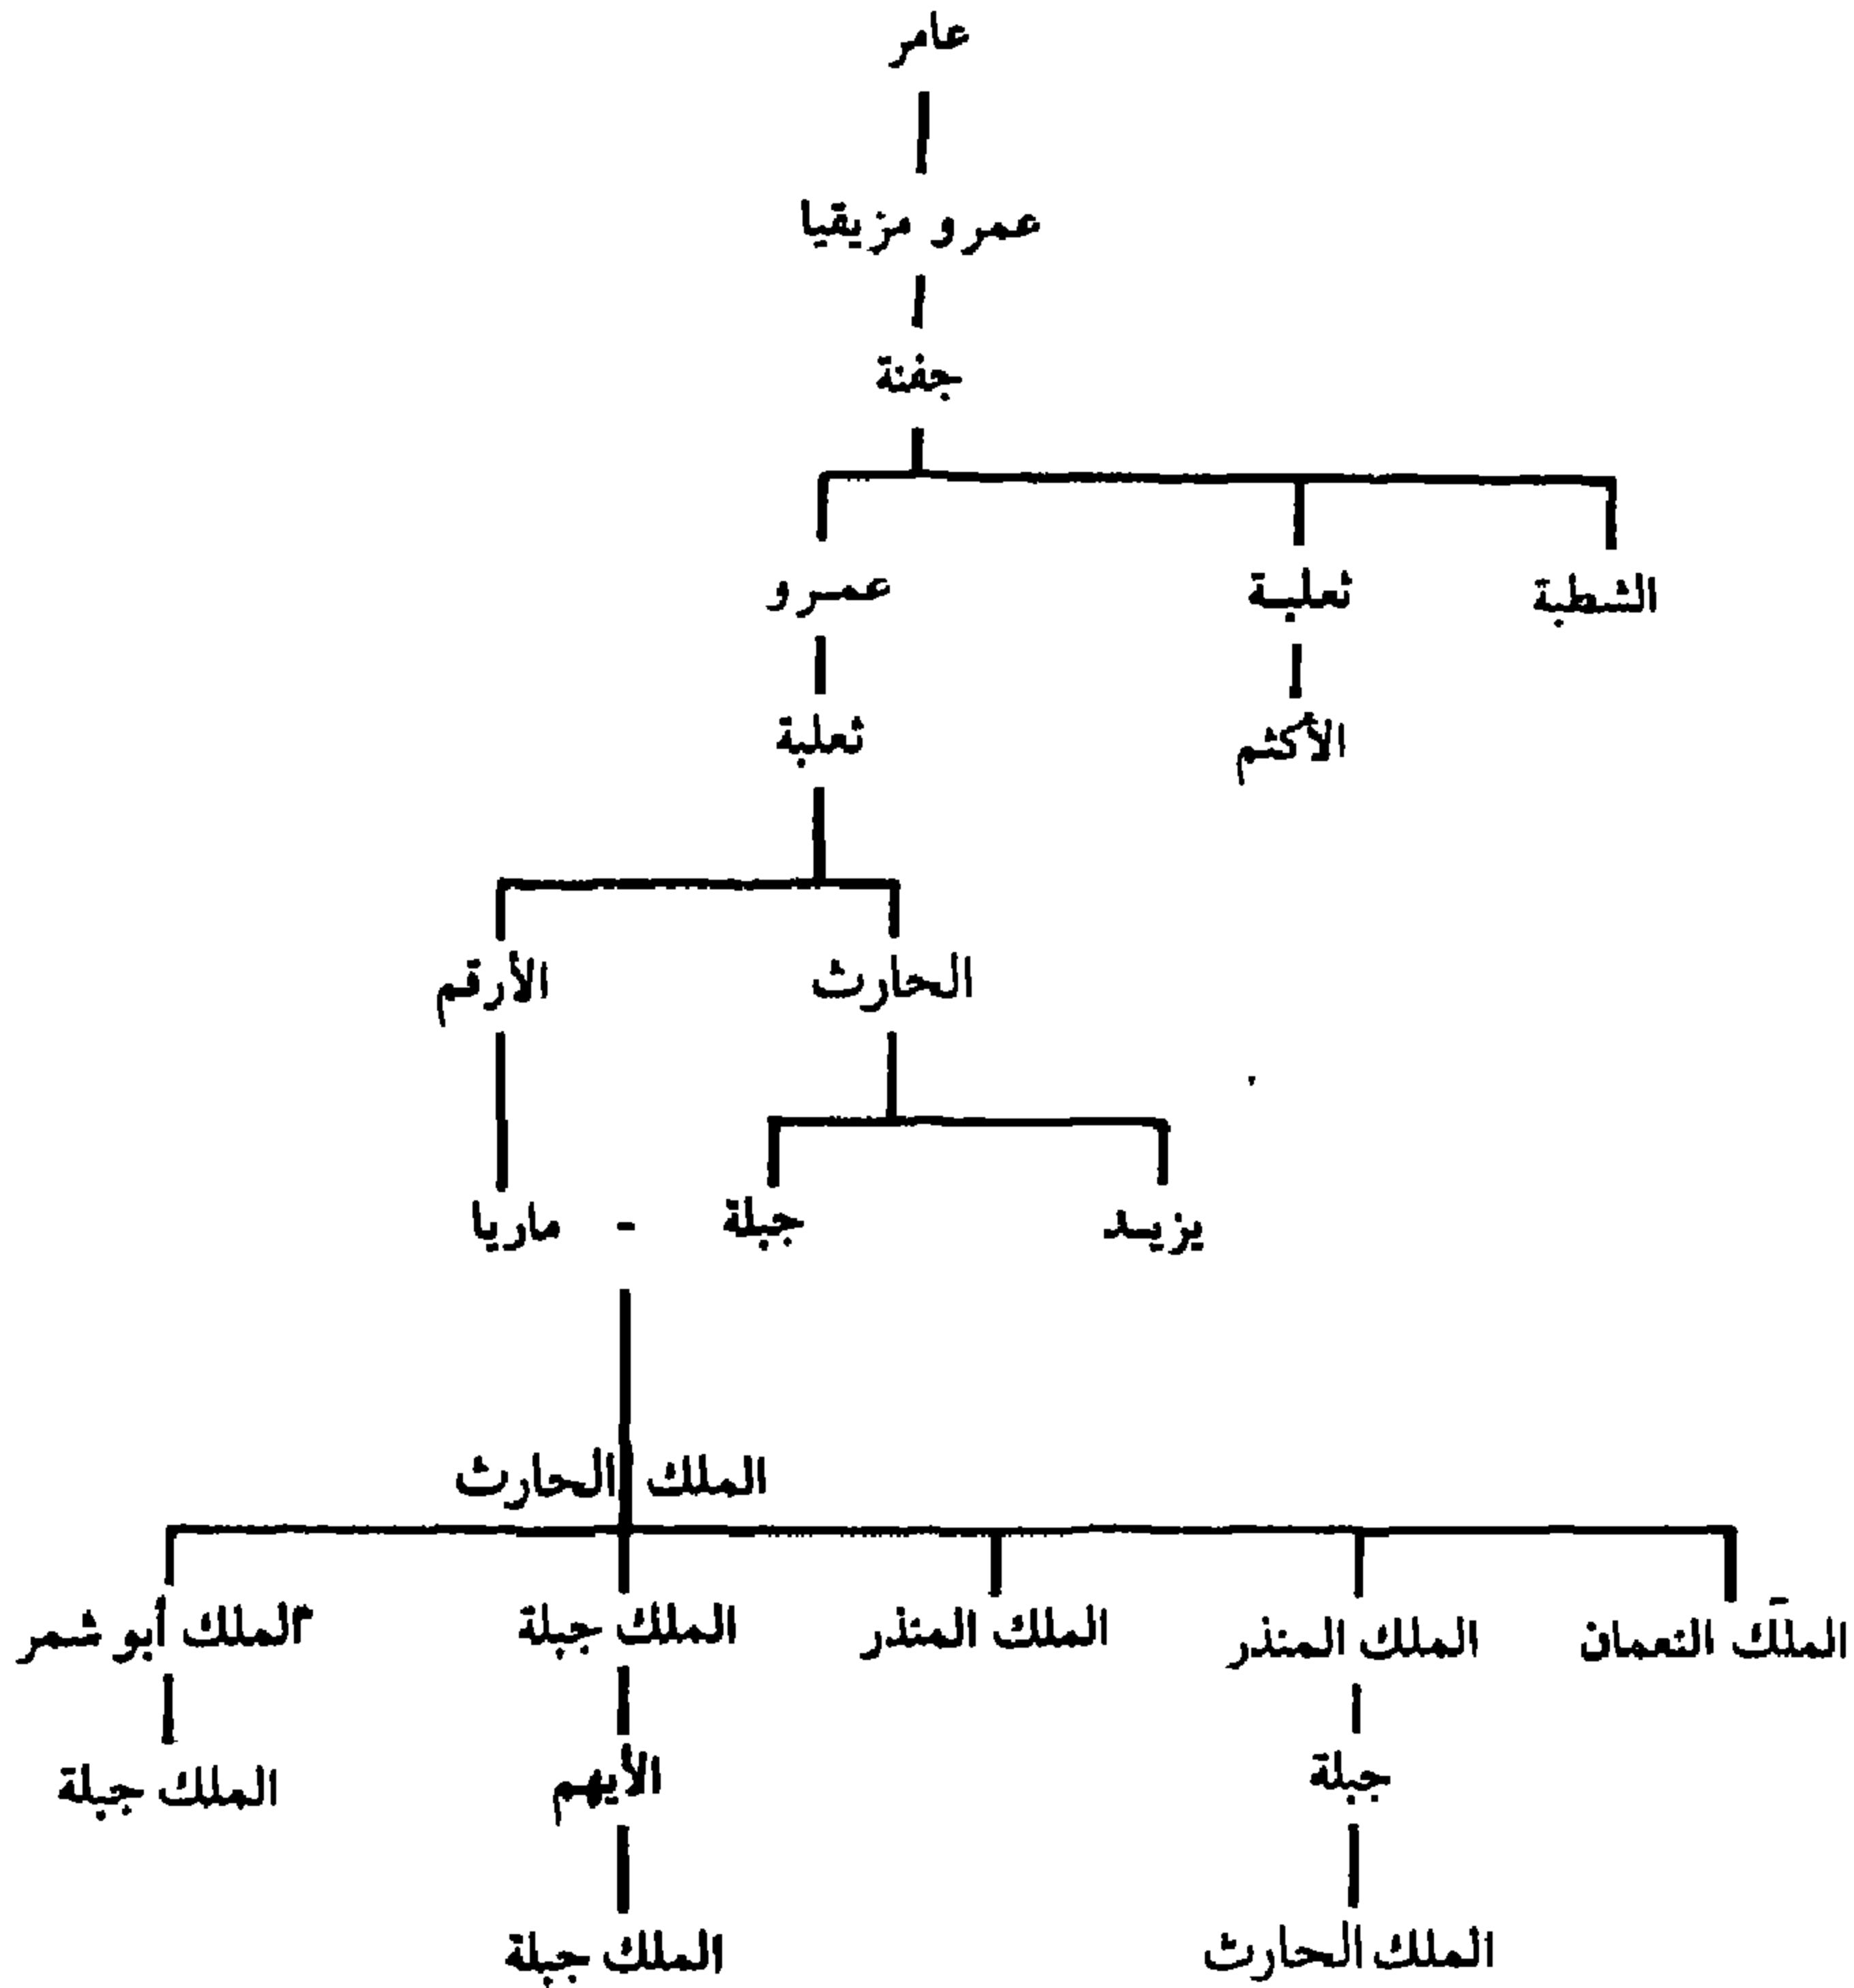 عامر
عمرو مزيقيا
جفنة
الشطبة ثعلبة عمرو
الأكثم ثعلبة
الحارث الأرقم
يزيد جبلة - ماريا
الملك الحارث
الملك النعمان الملك المنذر الملك المنذر الملك جبلة الملك أبو شمر
جبلة الأيهم الملك جبلة
الملك الحارث الملك جبلة